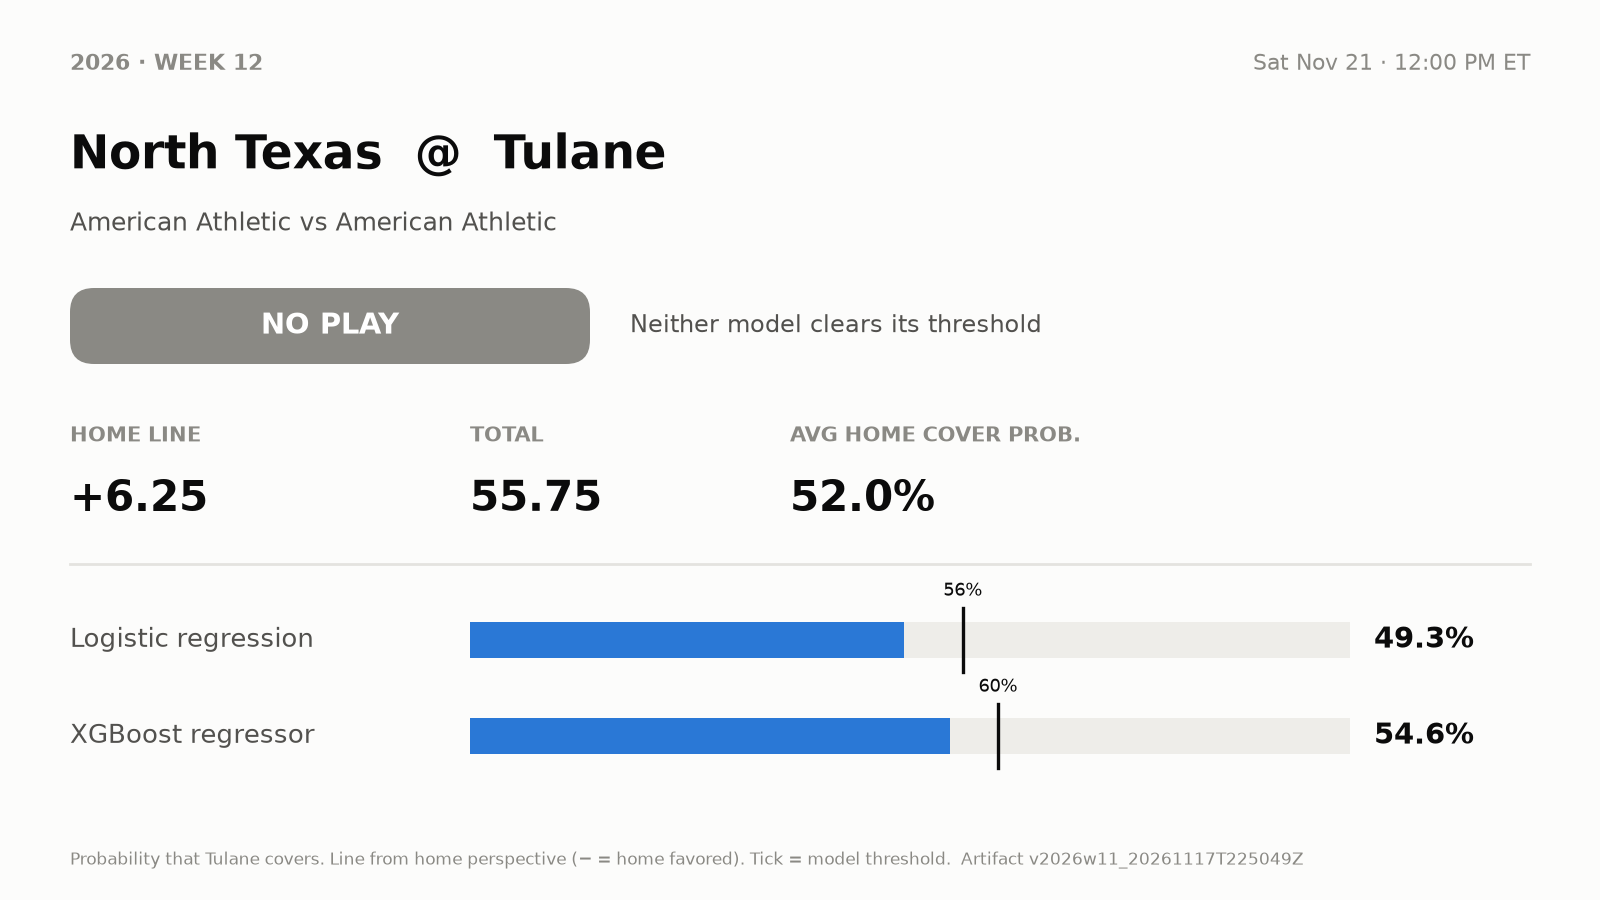 2026 · WEEK 12
Sat Nov 21 · 12:00 PM ET
North Texas @ Tulane
American Athletic vs American Athletic
NO PLAY
Neither model clears its threshold
HOME LINE
TOTAL
AVG HOME COVER PROB.
+6.25
55.75
52.0%
56%
Logistic regression
49.3%
60%
XGBoost regressor
54.6%
Probability that Tulane covers. Line from home perspective (− = home favored). Tick = model threshold. Artifact v2026w11_20261117T225049Z